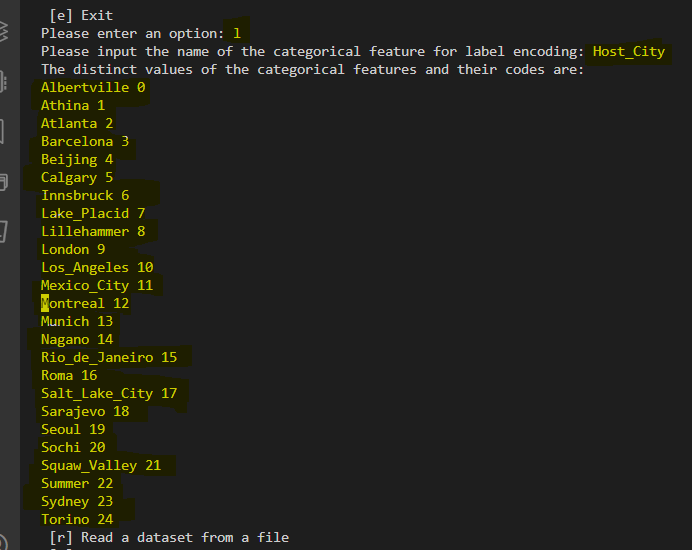 [e] Exit
Please enter an option: l
Please input the name of the categorical feature for label encoding: Host_City
The distinct values of the categorical features and their codes are:
Albertville 0
Athina 1
Atlanta 2
Barcelona 3
Beijing 4
Calgary 5
Innsbruck 6
Lake_Placid 7
Lillehammer 8
London 9
Los_Angeles 10
Mexico_City 11
Montreal 12
Munich 13
Nagano 14
Rio_de_Janeiro 15
Roma 16
Salt_Lake_City 17
Sarajevo 18
Seoul 19
Sochi 20
Squaw_Valley 21
Summer 22
Sydney 23
Torino 24
[r] Read a dataset from a file